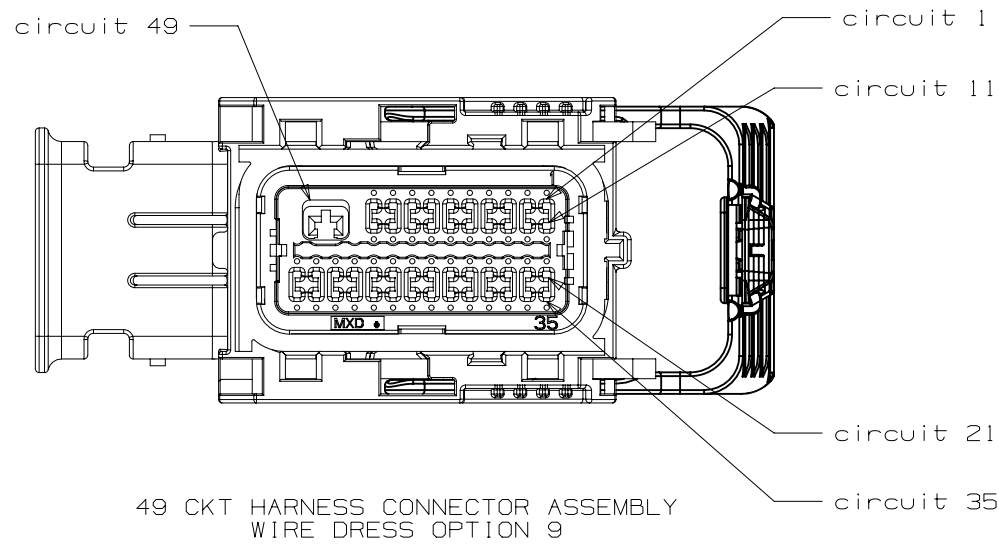 circuit 49
circuit 1
circuit 11
1
MXD
35
circuit 21
circuit 35
49 CKT HARNESS CONNECTOR ASSEMBLY
WIRE DRESS OPTION 9